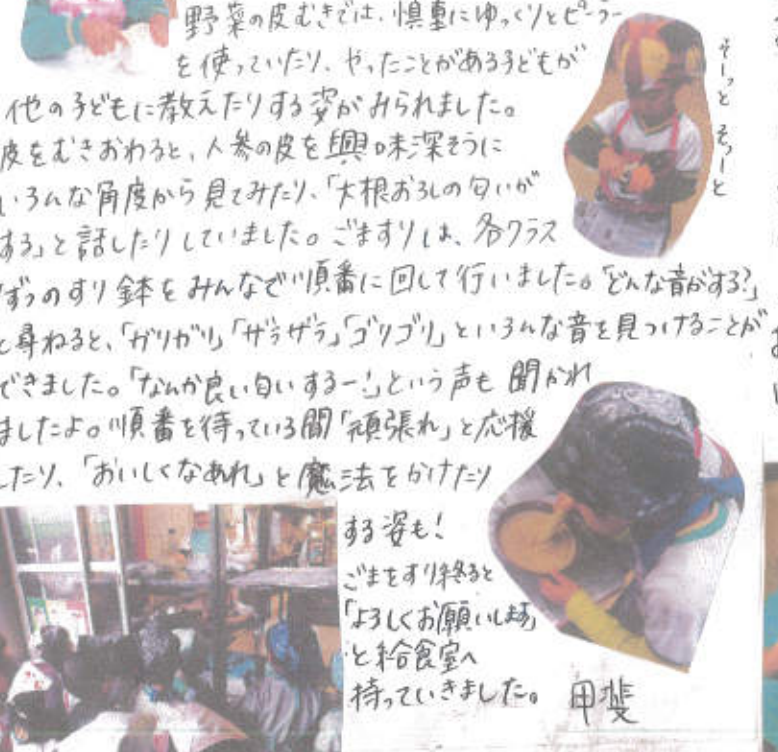 野菜の皮むきでは、慎重にゆっくりとピーラー
を使っていたり、やったことがある子どもが
他の子どもに教えたりする姿がみられました。
皮をむきおわると、人参の皮を興味深そうに
いろんな角度から見てみたり、「大根おろしの匂いが
する」と話したりしていました。ごますりは、各クラス
ずつのすり鉢をみんなで順番に回して行いました。「どんな音がする?」
と尋ねると、「ガリガリ」「ザラザラ」「ゴリゴリ」といろんな音を見つけることが
できました。「なんか良い匂いするー!」という声も聞かれ
ましたよ。順番を待っている間「頑張れ」と応援
したり、「おいしくなあれ」と魔法をかけたり
する姿も!
ごまをすり終ると
「よろしくお願いします」
と給食室へ
持っていきました。 甲斐
そーっと そーっと